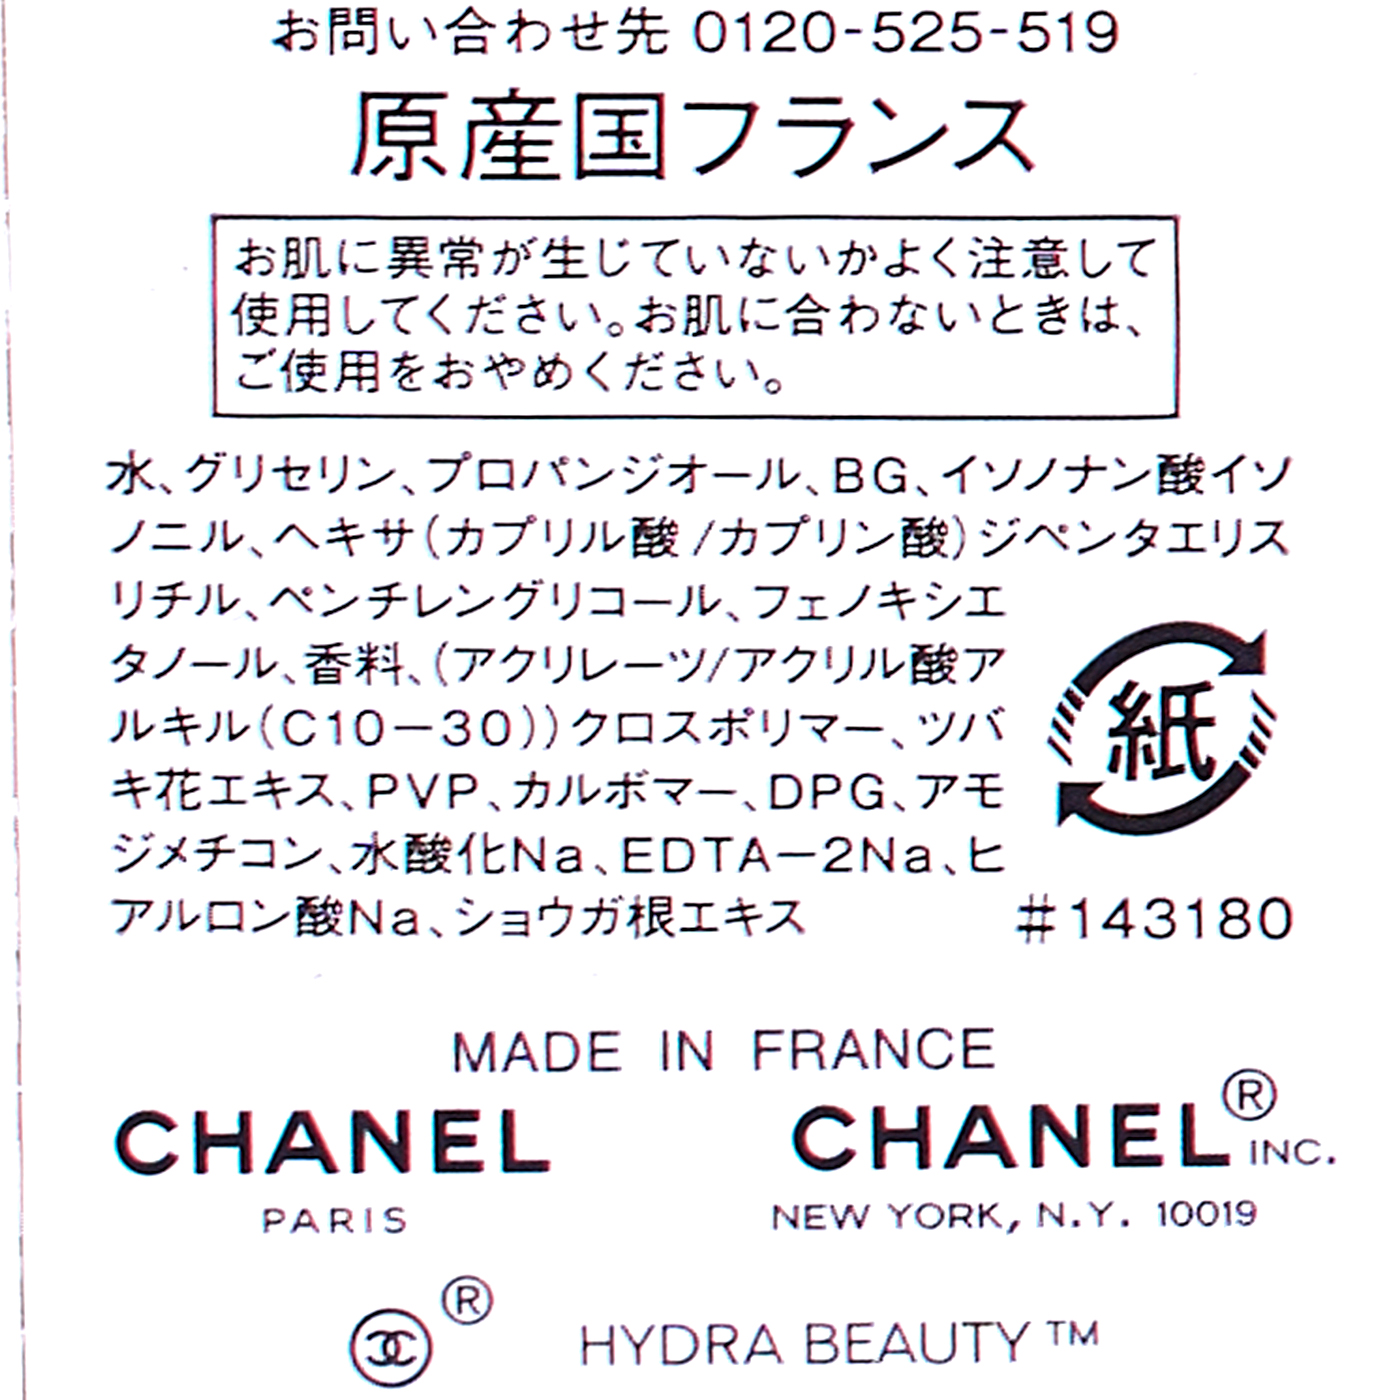 お問い合わせ先 0120-525-519
原産国フランス
お肌に異常が生じていないかよく注意して
使用してください。お肌に合わないときは、
ご使用をおやめください。
水、グリセリン、プロパンジオール、BG、イソノナン酸イソ
ノニル、ヘキサ(カプリル酸/カプリン酸)ジペンタエリス
リチル、ペンチレングリコール、フェノキシエ
タノール、香料、(アクリレーツ/アクリル酸ア
ルキル(C10-30))クロスポリマー、ツバ
キ花エキス、PVP、カルボマー、DPG、アモ
ジメチコン、水酸化Na、EDTA-2Na、ヒ
アルロン酸Na、ショウガ根エキス
紙
#143180
MADE IN FRANCE
CHANEL
PARIS
CHANEL® INC.
NEW YORK, N.Y. 10019
®
HYDRA BEAUTY™